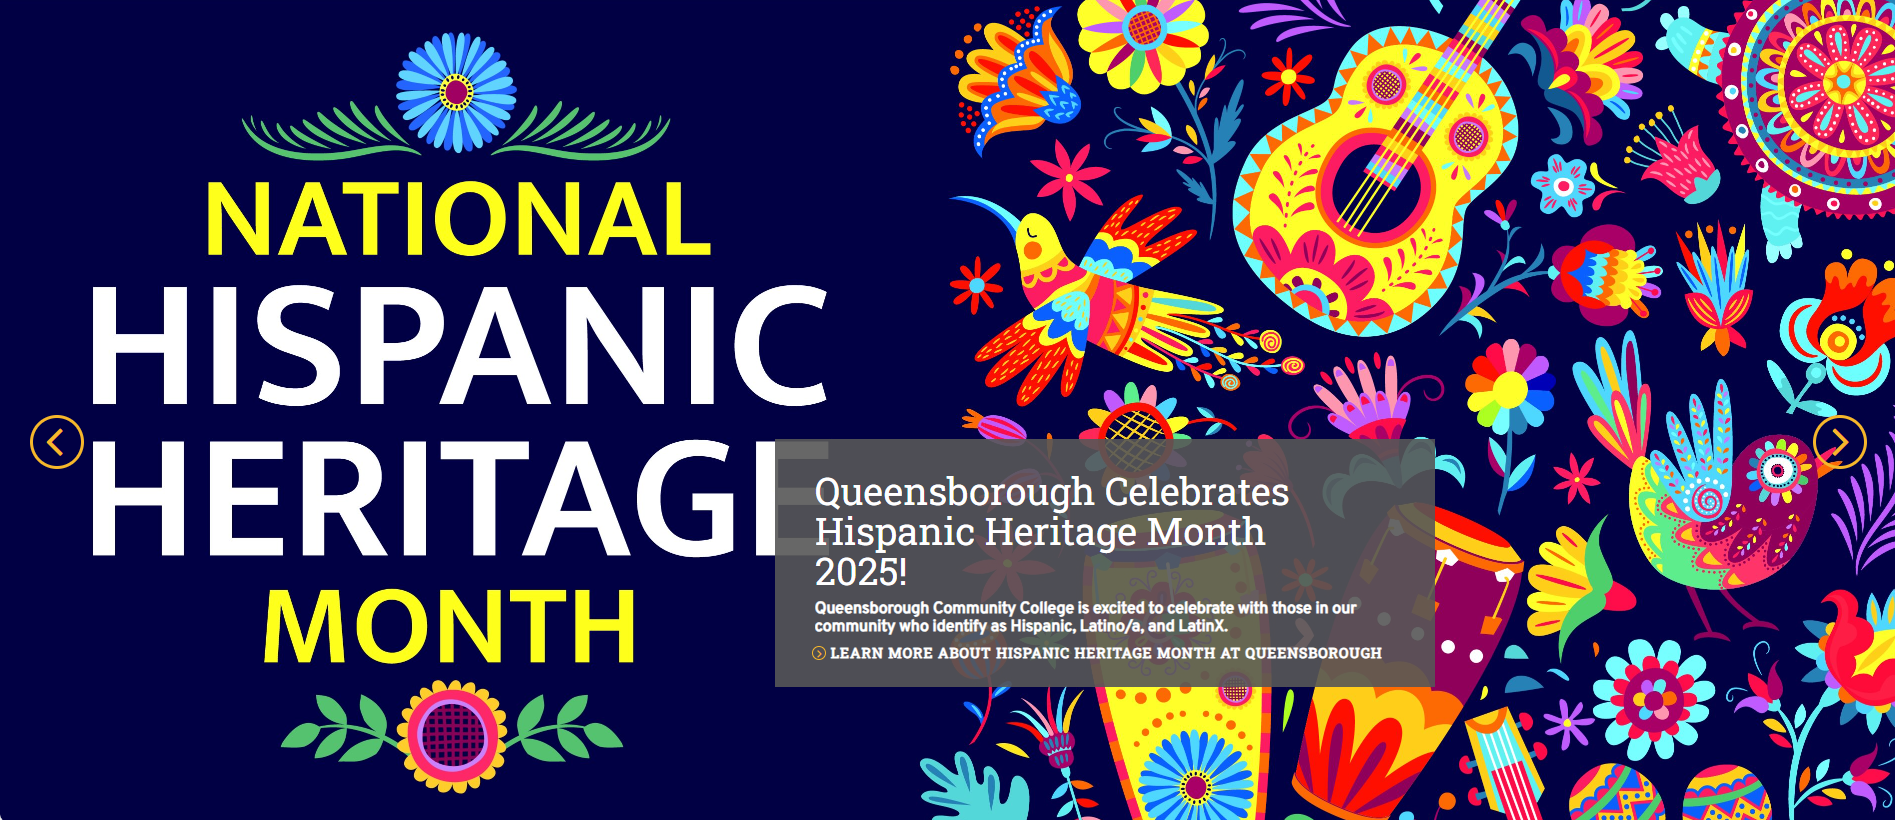 NATIONAL
HISPANIC
HERITAGE
MONTH
Queensborough Celebrates
Hispanic Heritage Month
2025!
Queensborough Community College is excited to celebrate with those in our
community who identify as Hispanic, Latino/a, and LatinX.
LEARN MORE ABOUT HISPANIC HERITAGE MONTH AT QUEENSBOROUGH